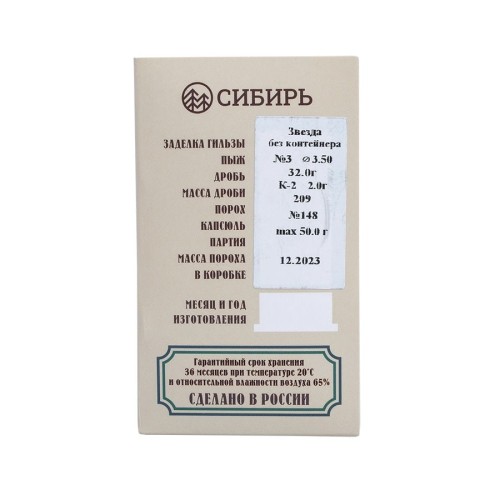 СИБИРЬ
ЗАДЕЛКА ГИЛЬЗЫ
ПЫЖ
ДРОБЬ
МАССА ДРОБИ
ПОРОХ
КАПСЮЛЬ
ПАРТИЯ
МАССА ПОРОХА
В КОРОБКЕ
МЕСЯЦ И ГОД
ИЗГОТОВЛЕНИЯ
Звезда
без контейнера
№3 ⌀ 3.50
32.0г
К-2 2.0г
209
№148
max 50.0 г
12.2023
Гарантийный срок хранения
36 месяцев при температуре 20°С
и относительной влажности воздуха 65%
СДЕЛАНО В РОССИИ